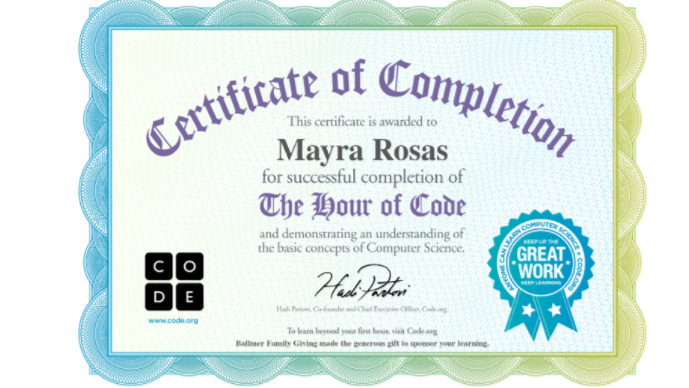 Certificate of Completion
This certificate is awarded to
Mayra Rosas
for successful completion of
The Hour of Code
and demonstrating an understanding of
the basic concepts of Computer Science.
C O
D E
www.code.org
Hadi Partovi
Hadi Partovi, Co-founder and Chief Executive Officer, Code.org
ANYONE CAN LEARN COMPUTER SCIENCE • CODE.ORG
KEEP UP THE
GREAT
WORK
KEEP LEARNING
To learn beyond your first hour, visit Code.org
Ballmer Family Giving made the generous gift to sponsor your learning.